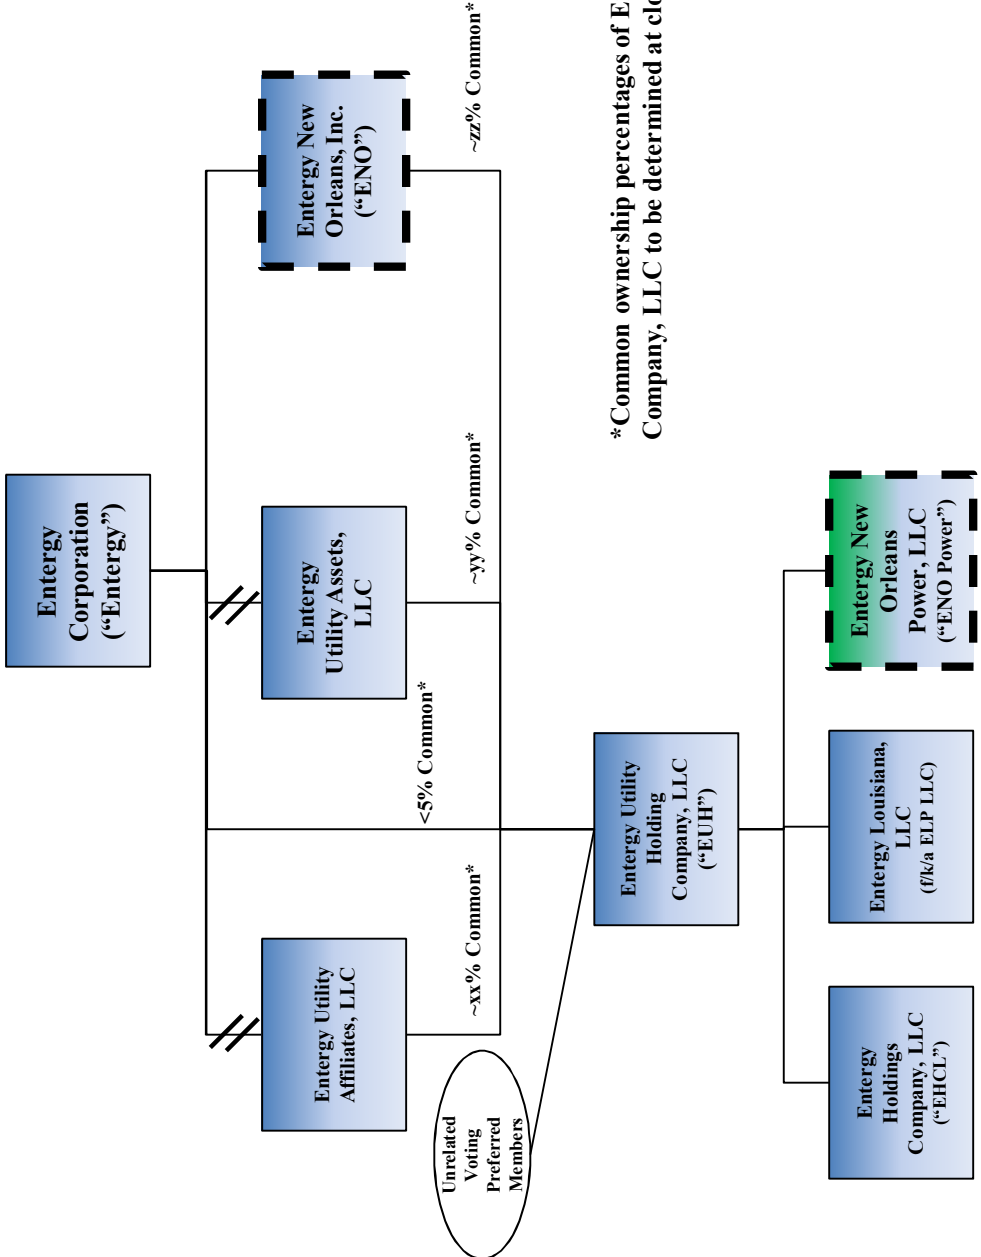 Entergy
Corporation
(“Entergy”)
Entergy Utility
Affiliates, LLC
Entergy
Utility Assets,
LLC
Entergy New
Orleans, Inc.
(“ENO”)
~xx% Common*
<5% Common*
~yy% Common*
~zz% Common*
Unrelated
Voting
Preferred
Members
Entergy Utility
Holding
Company, LLC
(“EUH”)
*Common ownership percentages of
Company, LLC to be determined at
Entergy
Holdings
Company, LLC
(“EHCL”)
Entergy Louisiana,
LLC
(f/k/a ELP LLC)
Entergy New
Orleans
Power, LLC
(“ENO Power”)